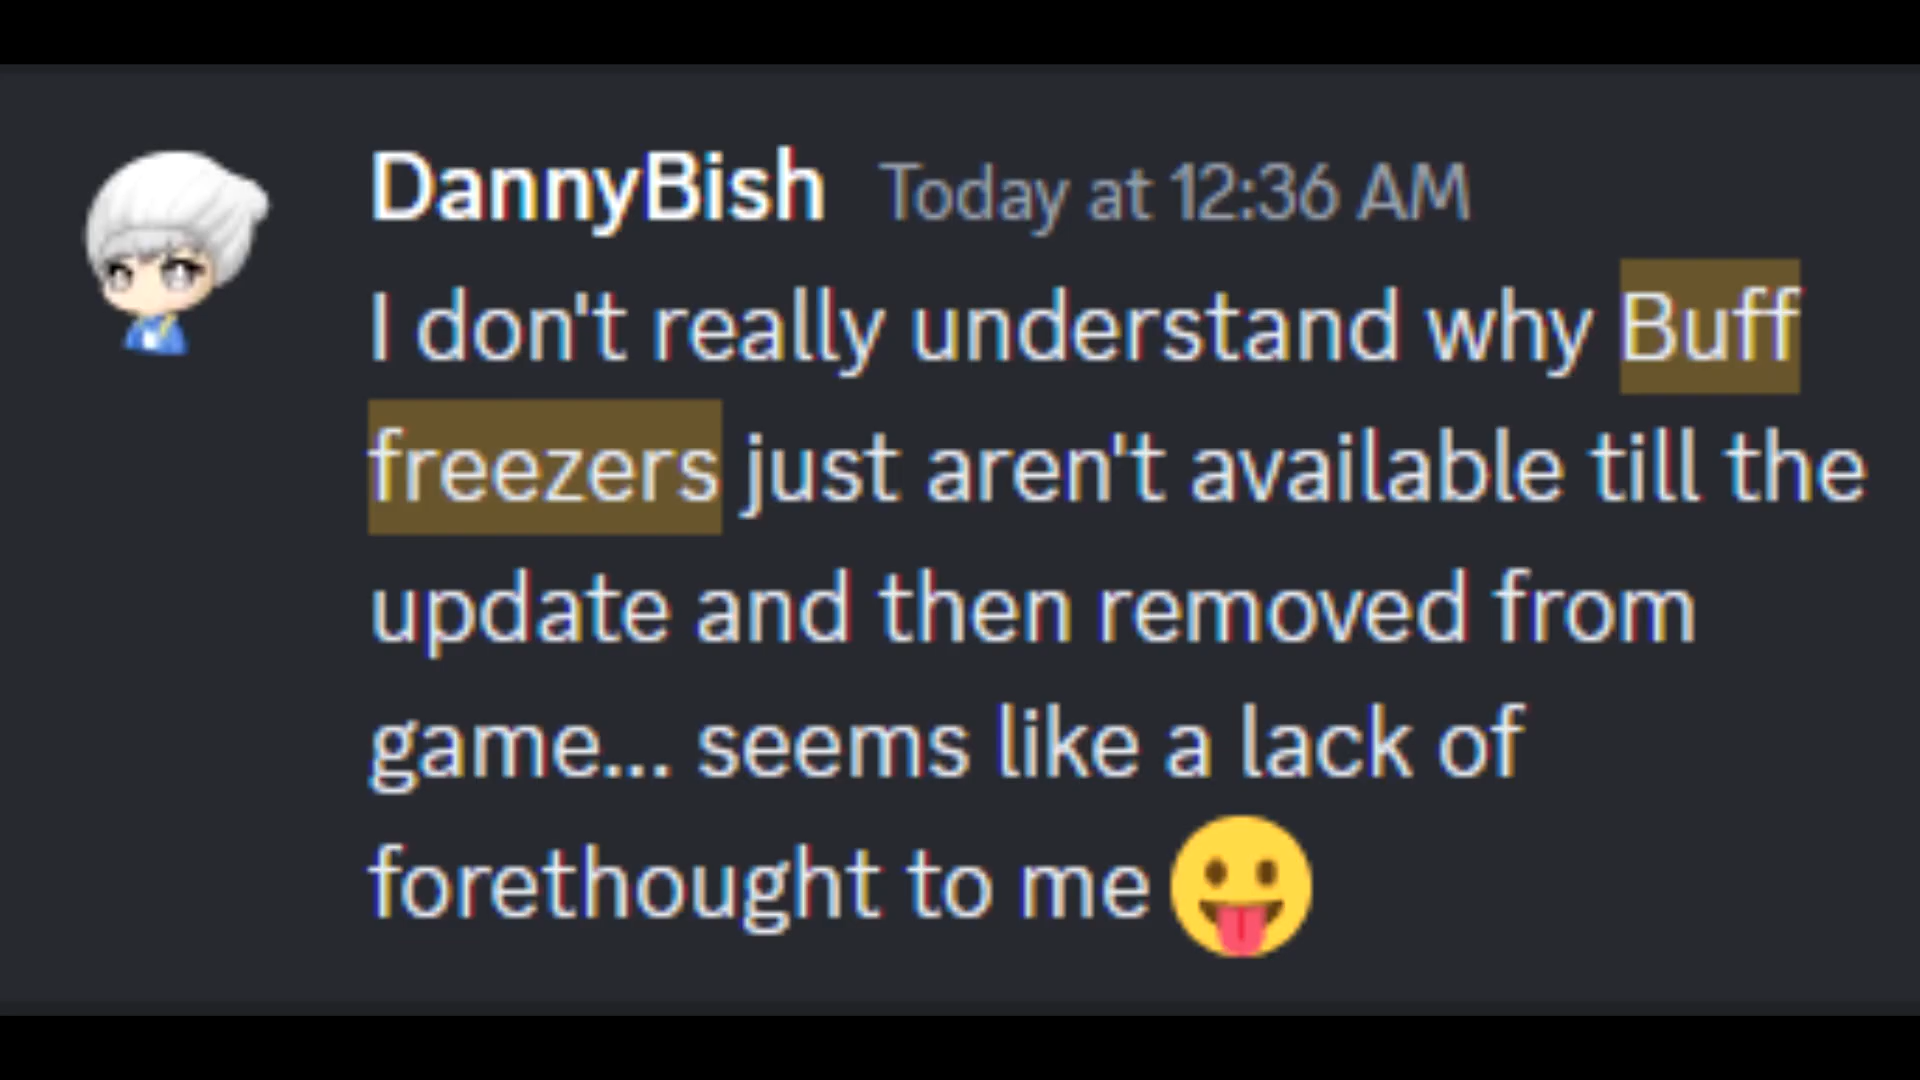 DannyBish Today at 12:36 AM
I don't really understand why Buff
freezers just aren't available till the
update and then removed from
game... seems like a lack of
forethought to me 😛